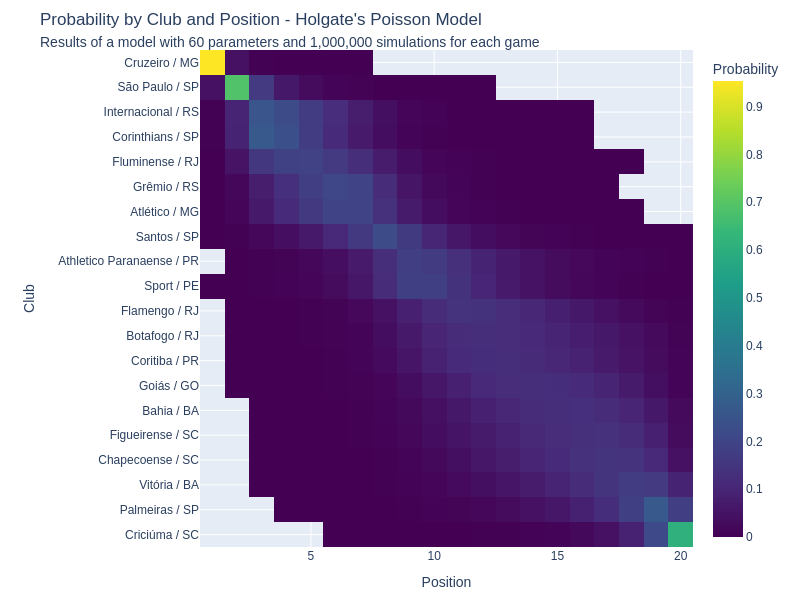 Probability by Club and Position - Holgate's Poisson Model
Results of a model with 60 parameters and 1,000,000 simulations for each game
Probability
Club
Cruzeiro / MG
São Paulo / SP
Internacional / RS
Corinthians / SP
Fluminense / RJ
Grêmio / RS
Atlético / MG
Santos / SP
Athletico Paranaense / PR
Sport / PE
Flamengo / RJ
Botafogo / RJ
Coritiba / PR
Goiás / GO
Bahia / BA
Figueirense / SC
Chapecoense / SC
Vitória / BA
Palmeiras / SP
Criciúma / SC
0.9
0.8
0.7
0.6
0.5
0.4
0.3
0.2
0.1
0
5 10 15 20
Position